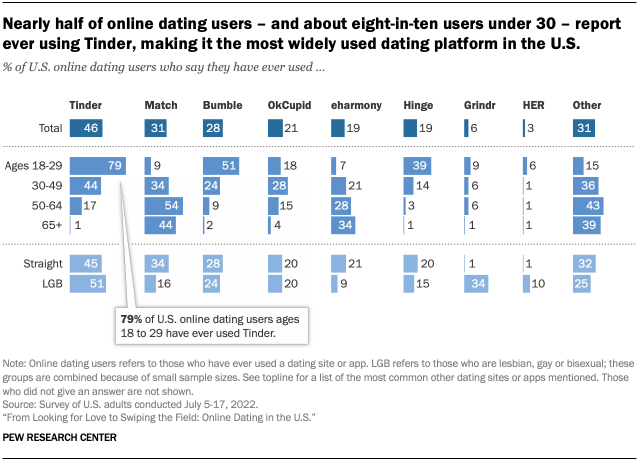 Nearly half of online dating users – and about eight-in-ten users under 30 – report
ever using Tinder, making it the most widely used dating platform in the U.S.
% of U.S. online dating users who say they have ever used ...
Tinder Match Bumble OkCupid eharmony Hinge Grindr HER Other
Total 46 31 28 21 19 19 6 3 31
Ages 18-29 79 9 51 18 7 39 9 6 15
30-49 44 34 24 28 21 14 6 1 36
50-64 17 54 9 15 28 3 6 1 43
65+ 1 44 2 4 34 1 1 1 39
Straight 45 34 28 20 21 20 1 1 32
LGB 51 16 24 20 9 15 34 10 25
79% of U.S. online dating users ages
18 to 29 have ever used Tinder.
Note: Online dating users refers to those who have ever used a dating site or app. LGB refers to those who are lesbian, gay or bisexual; these
groups are combined because of small sample sizes. See topline for a list of the most common other dating sites or apps mentioned. Those
who did not give an answer are not shown.
Source: Survey of U.S. adults conducted July 5-17, 2022.
“From Looking for Love to Swiping the Field: Online Dating in the U.S.”
PEW RESEARCH CENTER